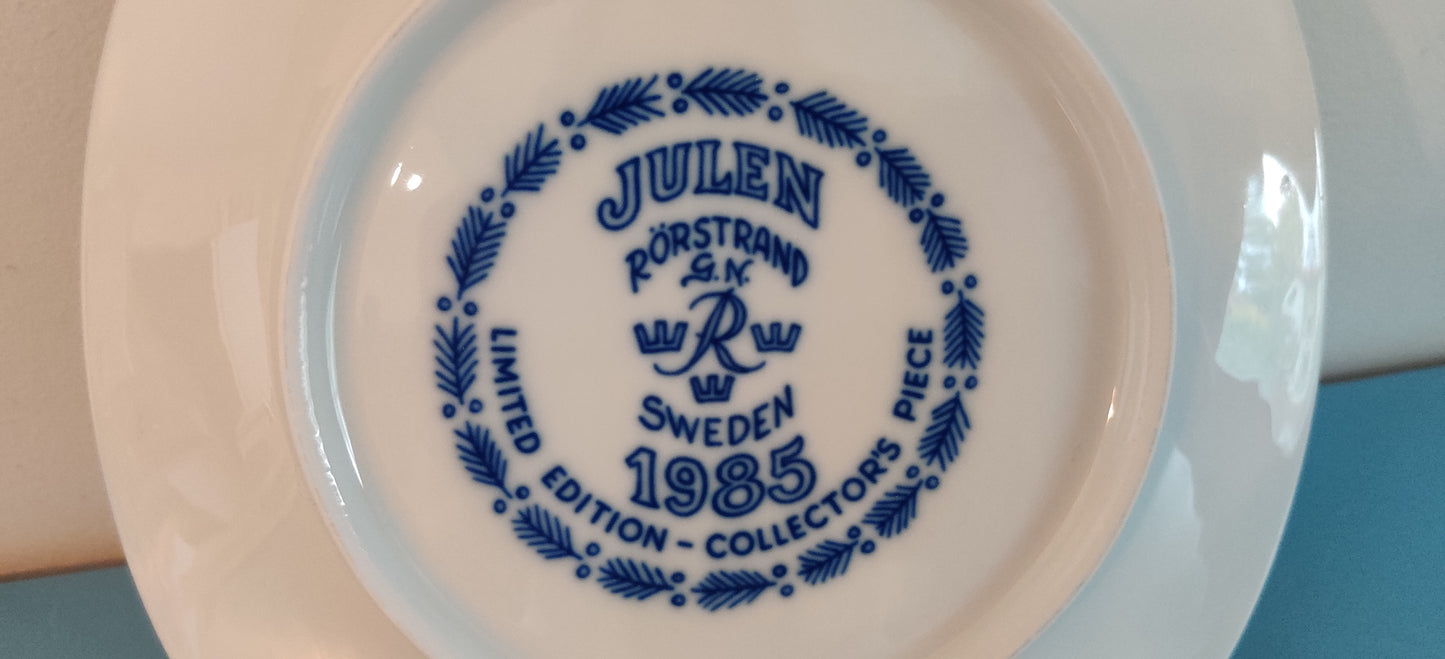 JULEN
RÖRSTRAND
G.N.
R
SWEDEN
1985
LIMITED EDITION – COLLECTOR'S PIECE